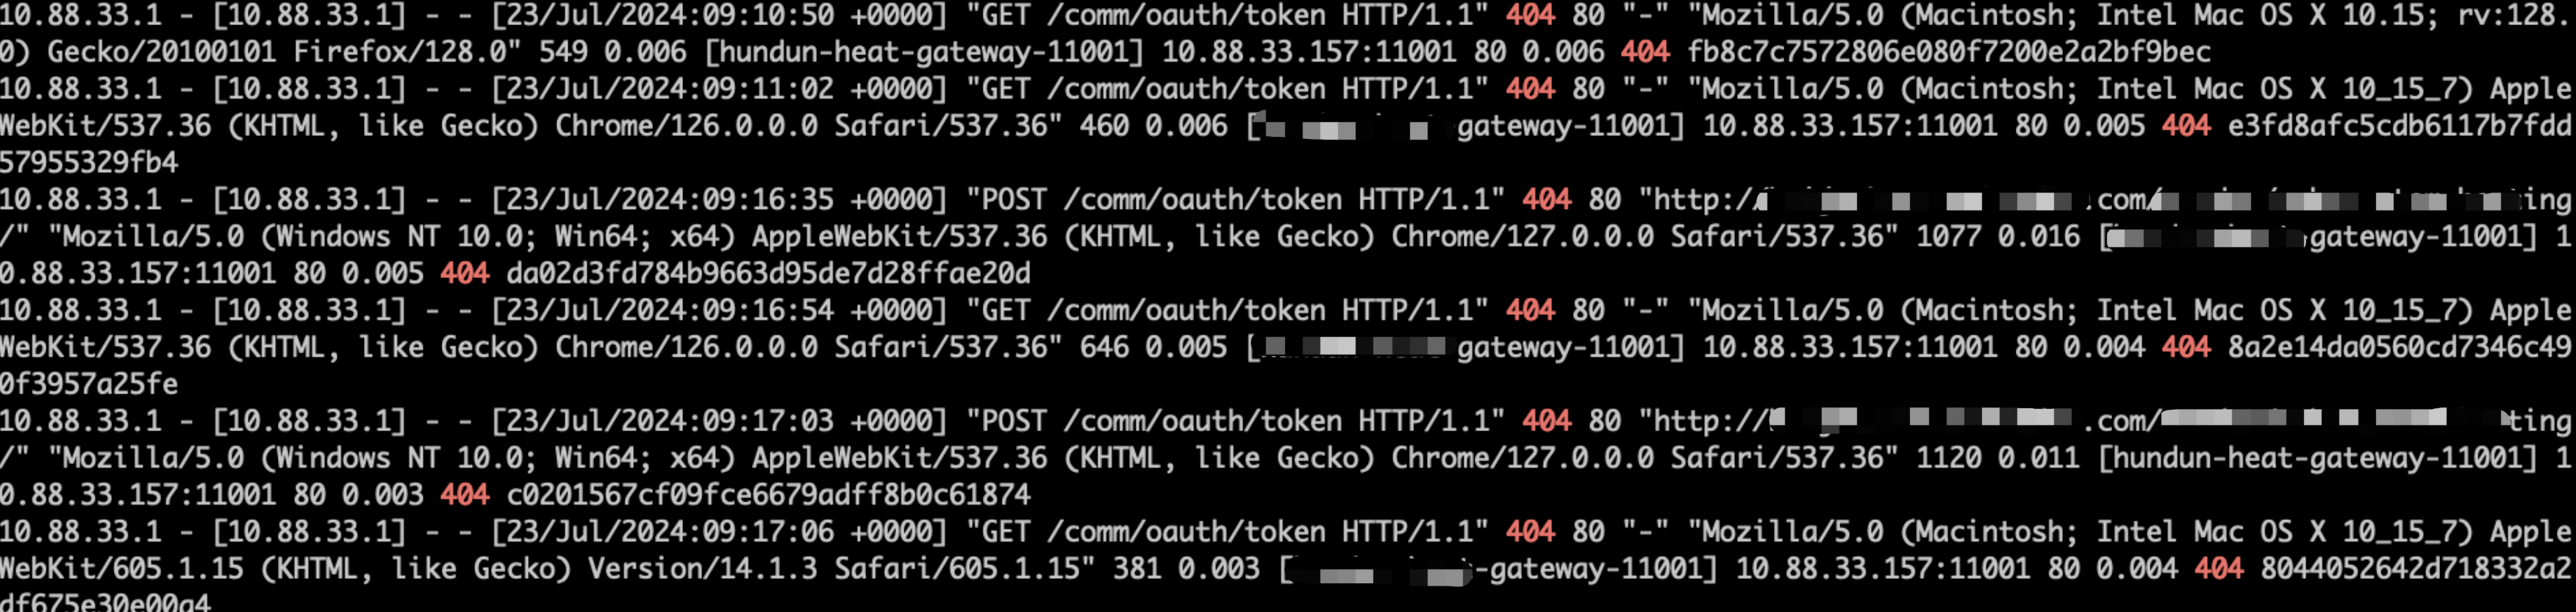 10.88.33.1 - [10.88.33.1] - - [23/Jul/2024:09:10:50 +0000] "GET /comm/oauth/token HTTP/1.1" 404 80 "-" "Mozilla/5.0 (Macintosh; Intel Mac OS X 10.15; rv:128.
0) Gecko/20100101 Firefox/128.0" 549 0.006 [hundun-heat-gateway-11001] 10.88.33.157:11001 80 0.006 404 fb8c7c7572806e080f7200e2a2bf9bec
10.88.33.1 - [10.88.33.1] - - [23/Jul/2024:09:11:02 +0000] "GET /comm/oauth/token HTTP/1.1" 404 80 "-" "Mozilla/5.0 (Macintosh; Intel Mac OS X 10_15_7) Apple
WebKit/537.36 (KHTML, like Gecko) Chrome/126.0.0.0 Safari/537.36" 460 0.006 [ gateway-11001] 10.88.33.157:11001 80 0.005 404 e3fd8afc5cdb6117b7fdd
57955329fb4
10.88.33.1 - [10.88.33.1] - - [23/Jul/2024:09:16:35 +0000] "POST /comm/oauth/token HTTP/1.1" 404 80 "http:// .com/ ing
/" "Mozilla/5.0 (Windows NT 10.0; Win64; x64) AppleWebKit/537.36 (KHTML, like Gecko) Chrome/127.0.0.0 Safari/537.36" 1077 0.016 [ -gateway-11001] 1
0.88.33.157:11001 80 0.005 404 da02d3fd784b9663d95de7d28ffae20d
10.88.33.1 - [10.88.33.1] - - [23/Jul/2024:09:16:54 +0000] "GET /comm/oauth/token HTTP/1.1" 404 80 "-" "Mozilla/5.0 (Macintosh; Intel Mac OS X 10_15_7) Apple
WebKit/537.36 (KHTML, like Gecko) Chrome/126.0.0.0 Safari/537.36" 646 0.005 [ gateway-11001] 10.88.33.157:11001 80 0.004 404 8a2e14da0560cd7346c49
0f3957a25fe
10.88.33.1 - [10.88.33.1] - - [23/Jul/2024:09:17:03 +0000] "POST /comm/oauth/token HTTP/1.1" 404 80 "http:// .com/ ting
/" "Mozilla/5.0 (Windows NT 10.0; Win64; x64) AppleWebKit/537.36 (KHTML, like Gecko) Chrome/127.0.0.0 Safari/537.36" 1120 0.011 [hundun-heat-gateway-11001] 1
0.88.33.157:11001 80 0.003 404 c0201567cf09fce6679adff8b0c61874
10.88.33.1 - [10.88.33.1] - - [23/Jul/2024:09:17:06 +0000] "GET /comm/oauth/token HTTP/1.1" 404 80 "-" "Mozilla/5.0 (Macintosh; Intel Mac OS X 10_15_7) Apple
WebKit/605.1.15 (KHTML, like Gecko) Version/14.1.3 Safari/605.1.15" 381 0.003 [ -gateway-11001] 10.88.33.157:11001 80 0.004 404 8044052642d718332a2
df675e30e00a4